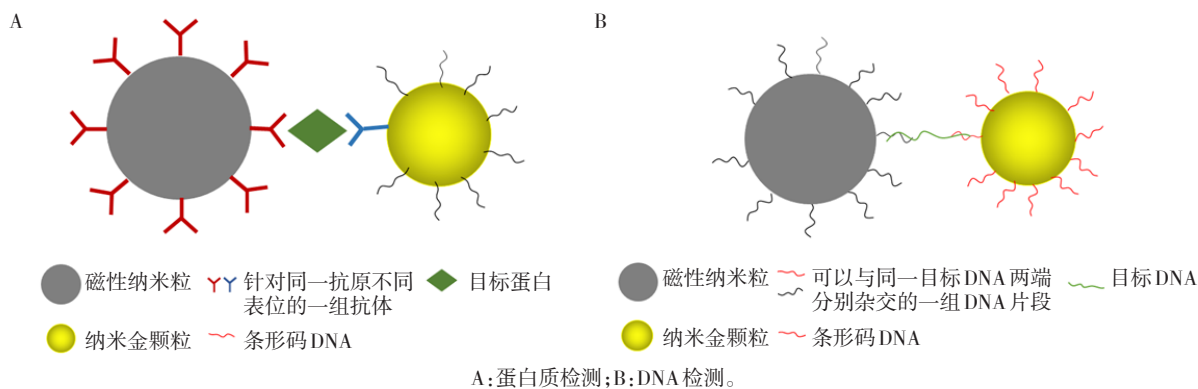 A
B
磁性纳米粒
针对同一抗原不同
表位的一组抗体
目标蛋白
纳米金颗粒
条形码DNA
磁性纳米粒
可以与同一目标DNA两端
分别杂交的一组DNA片段
目标DNA
纳米金颗粒
条形码DNA
A:蛋白质检测;B:DNA检测。